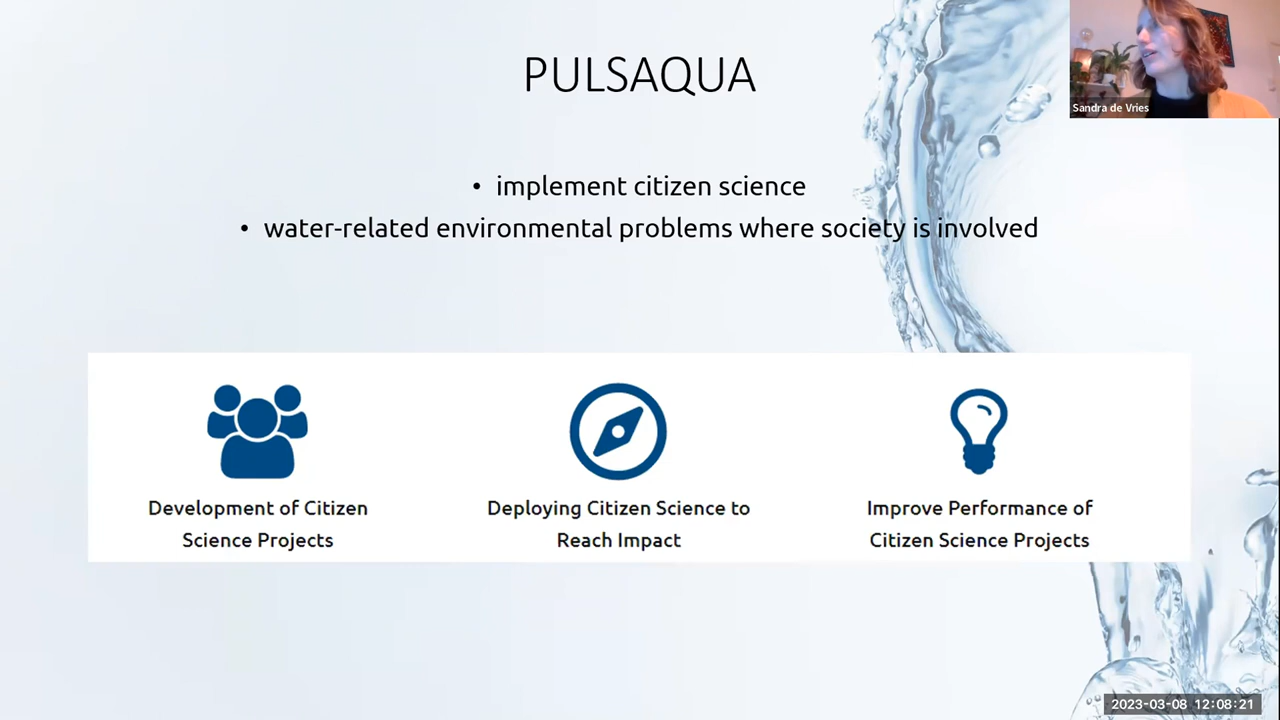 PULSAQUA
Sandra de Vries
• implement citizen science
• water-related environmental problems where society is involved
Development of Citizen
Science Projects
Deploying Citizen Science to
Reach Impact
Improve Performance of
Citizen Science Projects
2023-03-08 12:08:21